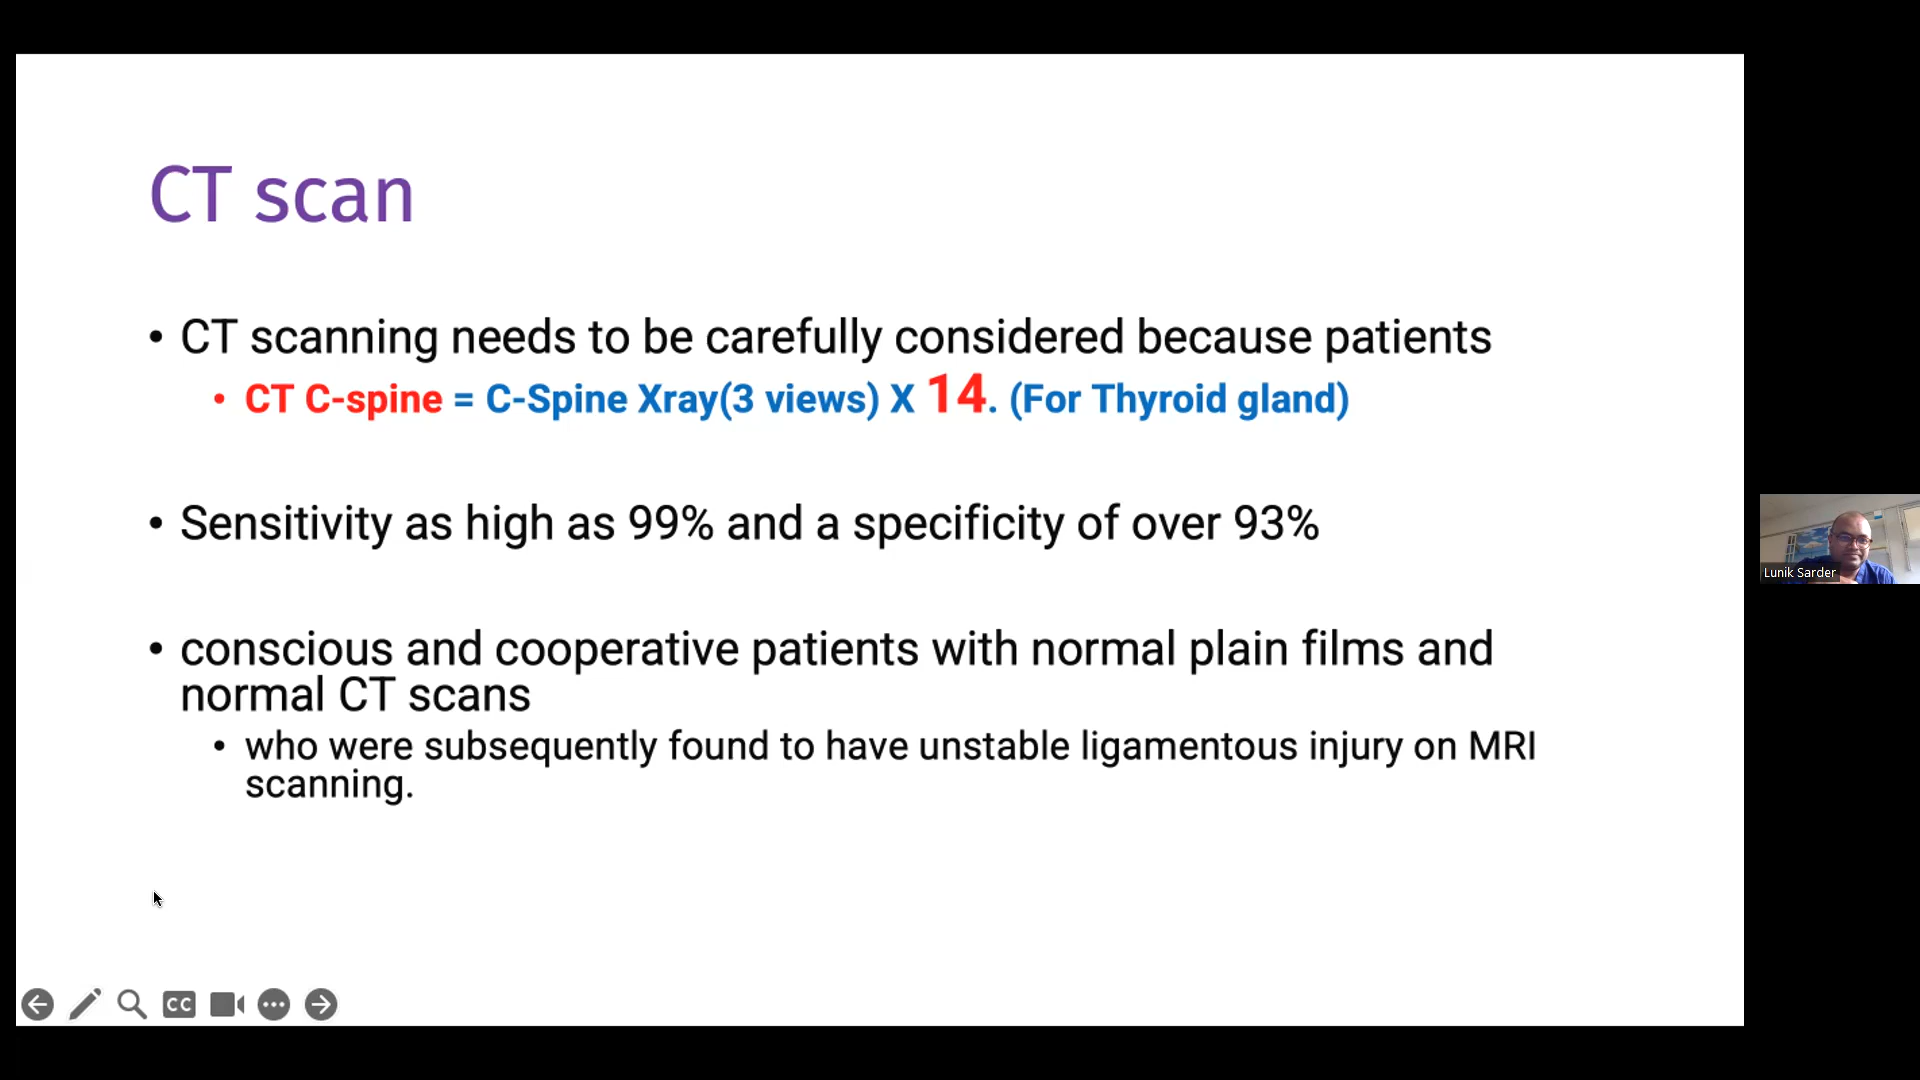 CT scan
• CT scanning needs to be carefully considered because patients
• CT C-spine = C-Spine Xray(3 views) X 14. (For Thyroid gland)
• Sensitivity as high as 99% and a specificity of over 93%
• conscious and cooperative patients with normal plain films and
normal CT scans
• who were subsequently found to have unstable ligamentous injury on MRI
scanning.
Lunik Sarder
CC